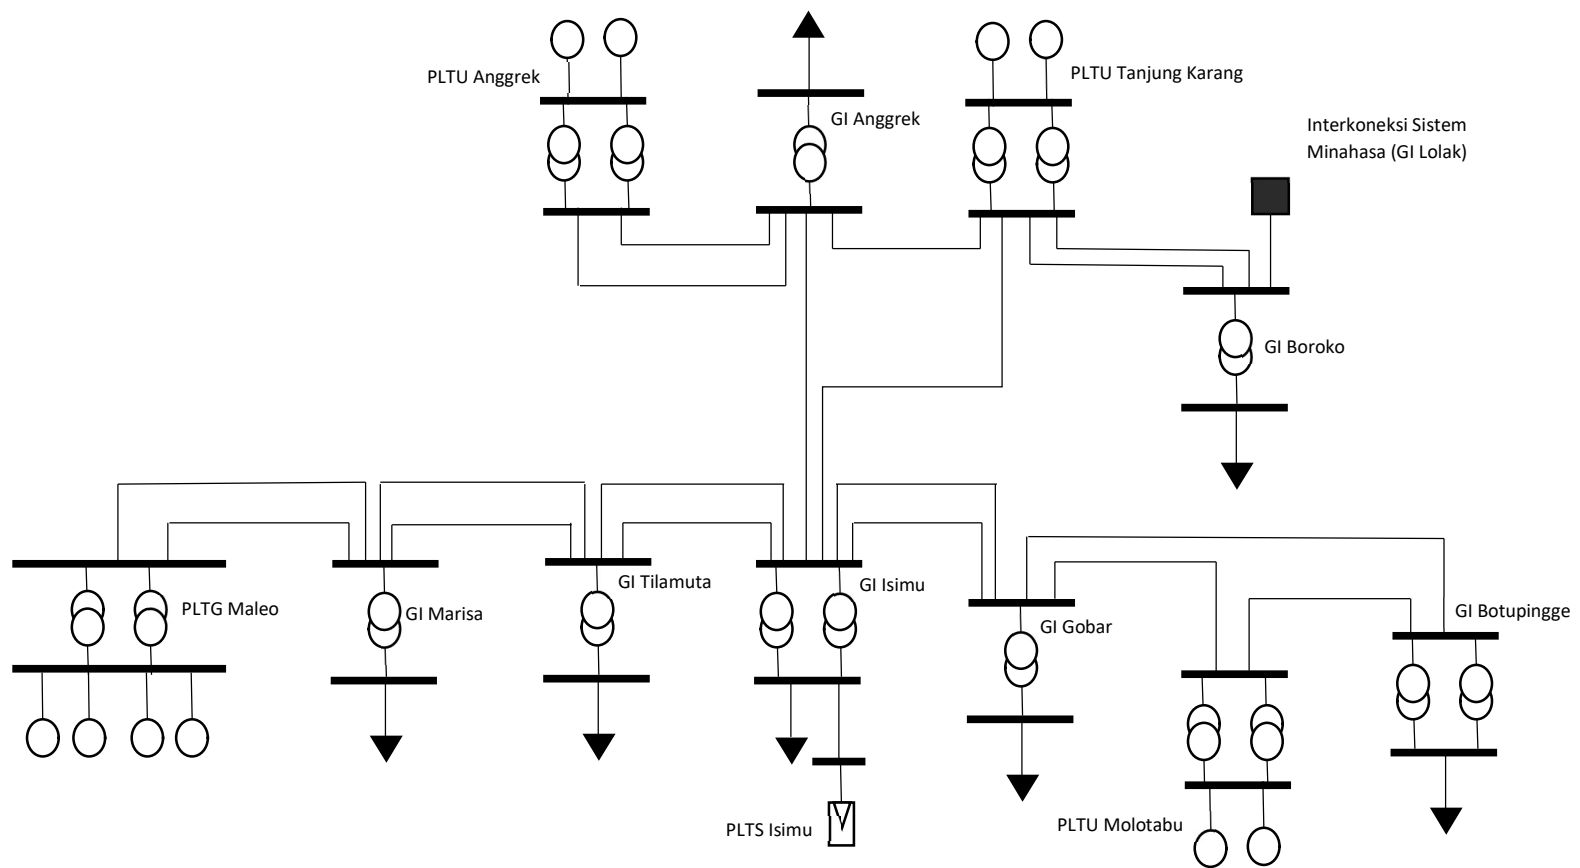 PLTU Anggrek
GI Anggrek
PLTU Tanjung Karang
Interkoneksi Sistem
Minahasa (GI Lolak)
GI Boroko
PLTG Maleo
GI Marisa
GI Tilamuta
GI Isimu
GI Gobar
GI Botupingge
PLTS Isimu
PLTU Molotabu